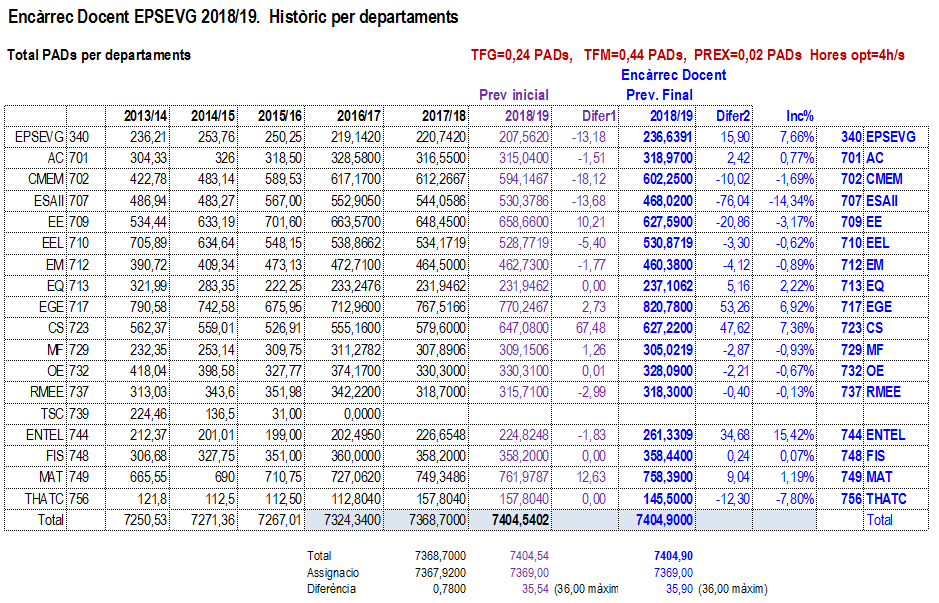 Encàrrec Docent EPSEVG 2018/19. Històric per departaments
Total PADs per departaments TFG=0,24 PADs, TFM=0,44 PADs, PREX=0,02 PADs Hores opt=4h/s
Encàrrec Docent
Prev inicial Prev. Final
2013/14 2014/15 2015/16 2016/17 2017/18 2018/19 Difer1 2018/19 Difer2 Inc%
EPSEVG 340 236,21 253,76 250,25 219,1420 220,7420 207,5620 -13,18 236,6391 15,90 7,66% 340 EPSEVG
AC 701 304,33 326 318,50 328,5800 316,5500 315,0400 -1,51 318,9700 2,42 0,77% 701 AC
CMEM 702 422,78 483,14 589,53 617,1700 612,2667 594,1467 -18,12 602,2500 -10,02 -1,69% 702 CMEM
ESAII 707 486,94 483,27 567,00 552,9050 544,0586 530,3786 -13,68 468,0200 -76,04 -14,34% 707 ESAII
EE 709 534,44 633,19 701,60 663,5700 648,4500 658,6600 10,21 627,5900 -20,86 -3,17% 709 EE
EEL 710 705,89 634,64 548,15 538,8662 534,1719 528,7719 -5,40 530,8719 -3,30 -0,62% 710 EEL
EM 712 390,72 409,34 473,13 472,7100 464,5000 462,7300 -1,77 460,3800 -4,12 -0,89% 712 EM
EQ 713 321,99 283,35 222,25 233,2476 231,9462 231,9462 0,00 237,1062 5,16 2,22% 713 EQ
EGE 717 790,58 742,58 675,95 712,9600 767,5166 770,2467 2,73 820,7800 53,26 6,92% 717 EGE
CS 723 562,37 559,01 526,91 555,1600 579,6000 647,0800 67,48 627,2200 47,62 7,36% 723 CS
MF 729 232,35 253,14 309,75 311,2782 307,8906 309,1506 1,26 305,0219 -2,87 -0,93% 729 MF
OE 732 418,04 398,58 327,77 374,1700 330,3000 330,3100 0,01 328,0900 -2,21 -0,67% 732 OE
RMEE 737 313,03 343,6 351,98 342,2200 318,7000 315,7100 -2,99 318,3000 -0,40 -0,13% 737 RMEE
TSC 739 224,46 136,5 31,00 0,0000
ENTEL 744 212,37 201,01 199,00 202,4950 226,6548 224,8248 -1,83 261,3309 34,68 15,42% 744 ENTEL
FIS 748 306,68 327,75 351,00 360,0000 358,2000 358,2000 0,00 358,4400 0,24 0,07% 748 FIS
MAT 749 665,55 690 710,75 727,0620 749,3486 761,9787 12,63 758,3900 9,04 1,19% 749 MAT
THATC 756 121,8 112,5 112,50 112,8040 157,8040 157,8040 0,00 145,5000 -12,30 -7,80% 756 THATC
Total 7250,53 7271,36 7267,01 7324,3400 7368,7000 7404,5402 7404,9000 Total
Total 7368,7000 7404,54 7404,90
Assignacio 7367,9200 7369,00 7369,00
Diferència 0,7800 35,54 (36,00 màxim 35,90 (36,00 màxim)